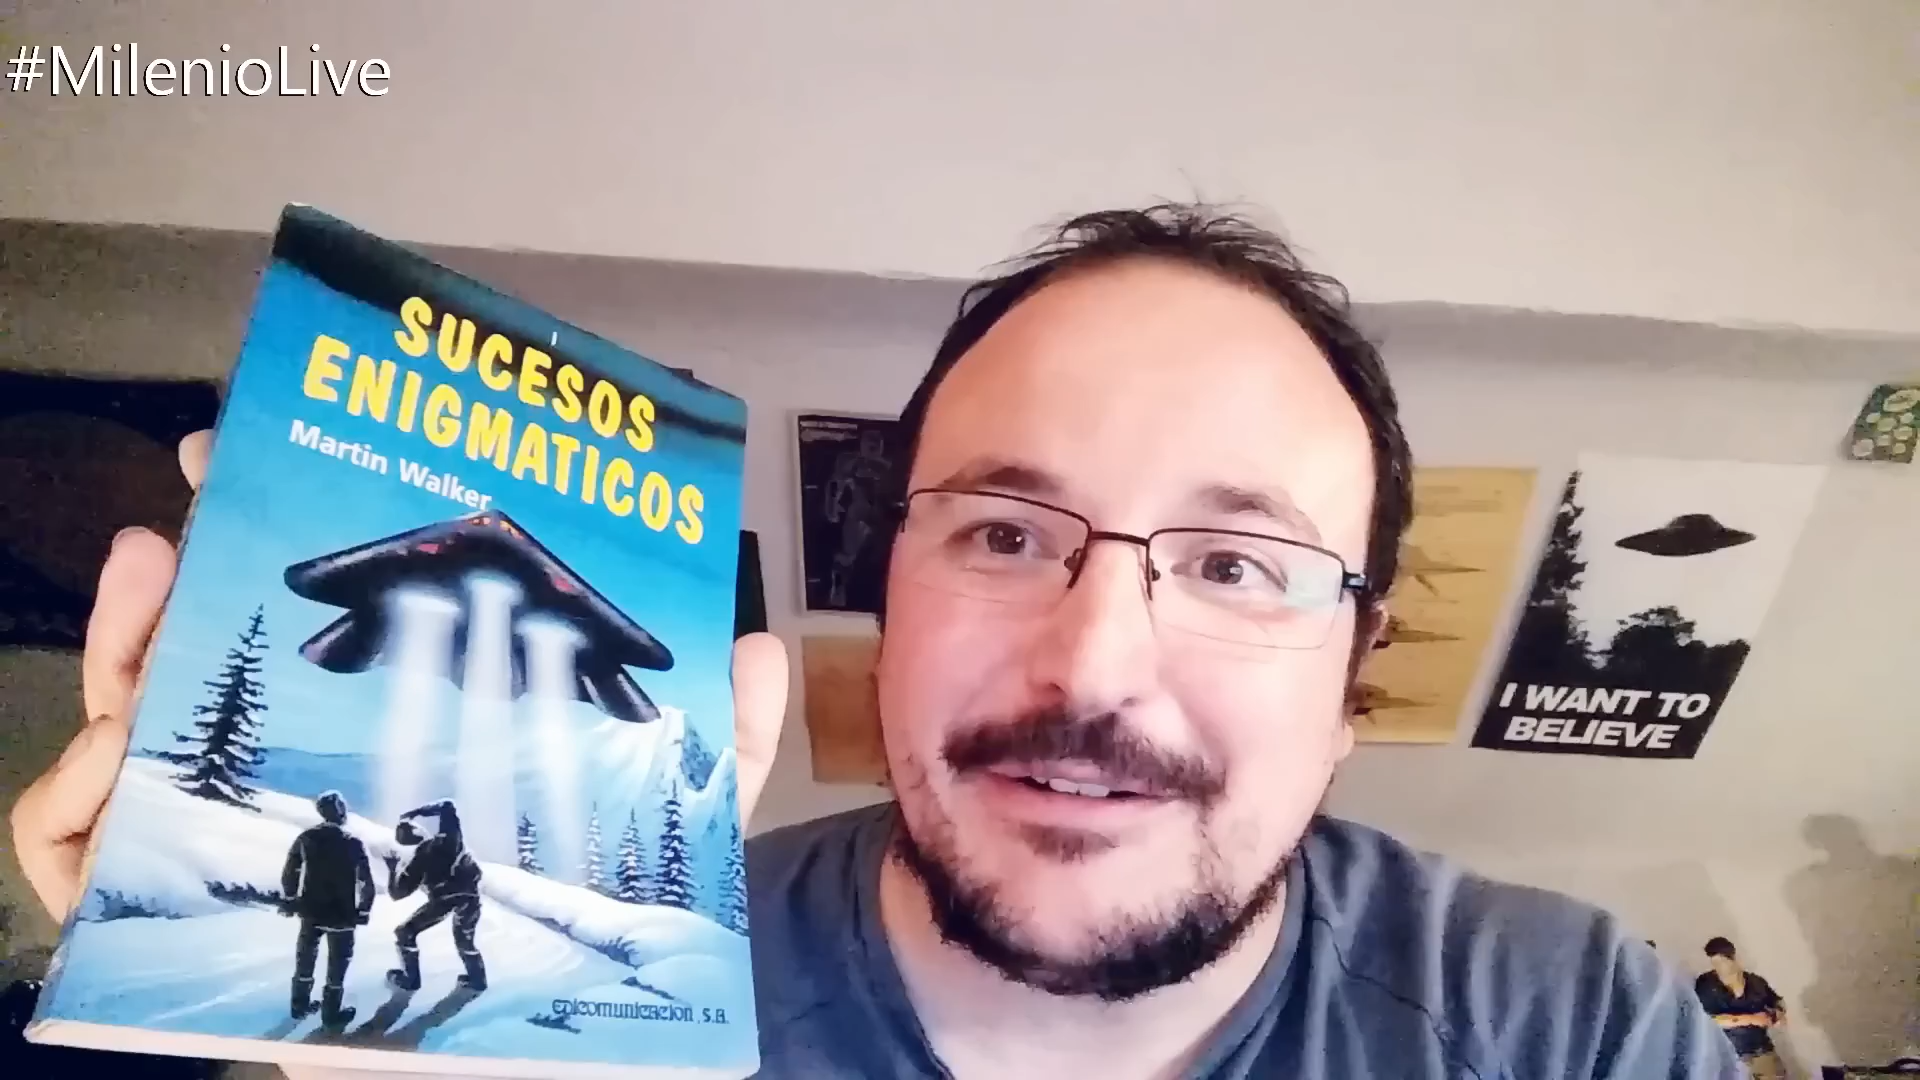 #MilenioLive
SUCESOS
ENIGMATICOS
Martin Walker
EDICOMUNICACION, S.A.
I WANT TO
BELIEVE